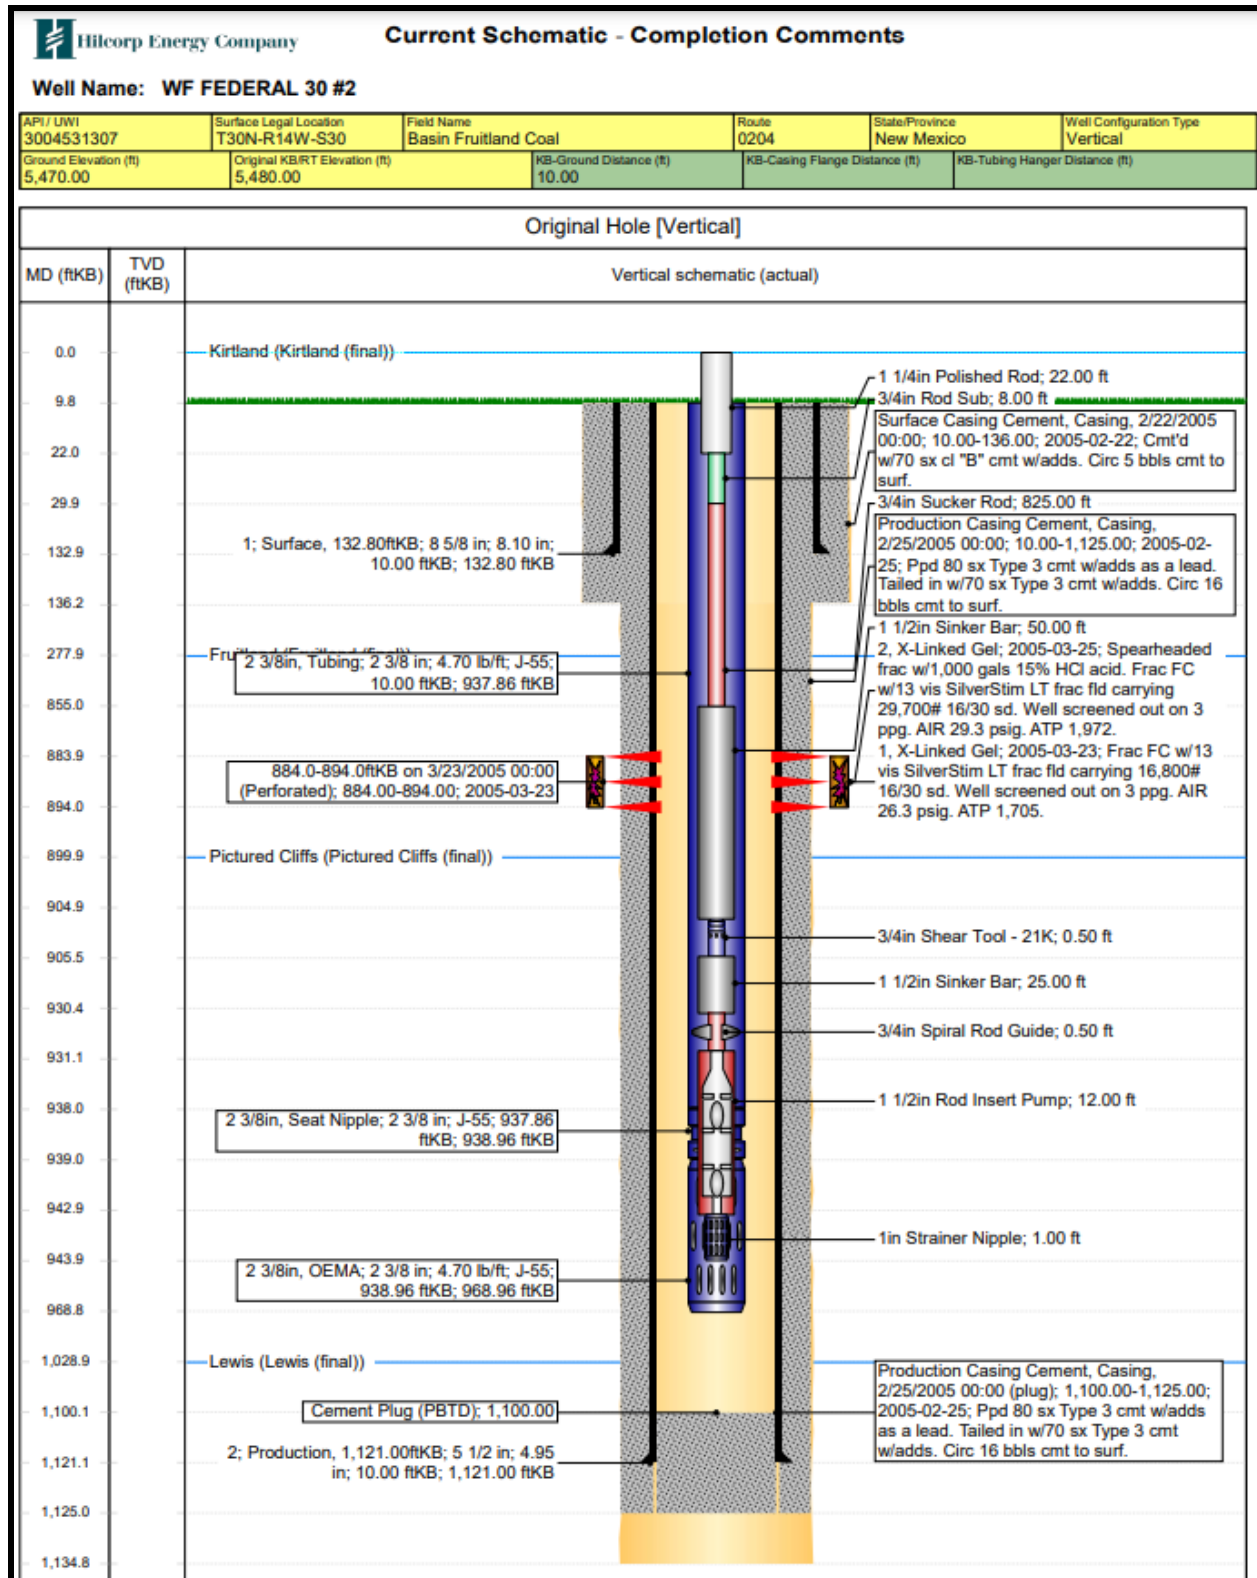 Hilcorp Energy Company
Current Schematic - Completion Comments
Well Name: WF FEDERAL 30 #2
API / UWI
3004531307
Surface Legal Location
T30N-R14W-S30
Field Name
Basin Fruitland Coal
Route
0204
State/Province
New Mexico
Well Configuration Type
Vertical
Ground Elevation (ft)
5,470.00
Original KB/RT Elevation (ft)
5,480.00
KB-Ground Distance (ft)
10.00
KB-Casing Flange Distance (ft)
KB-Tubing Hanger Distance (ft)
Original Hole [Vertical]
MD (ftKB)
TVD
(ftKB)
Vertical schematic (actual)
0.0
9.8
22.0
29.9
132.9
136.2
277.9
855.0
883.9
894.0
899.9
904.9
905.5
930.4
931.1
938.0
939.0
942.9
943.9
968.8
1,028.9
1,100.1
1,121.1
1,125.0
1,134.8
Kirtland (Kirtland (final))
1; Surface, 132.80ftKB; 8 5/8 in; 8.10 in;
10.00 ftKB; 132.80 ftKB
Fruitland (Fruitland (final))
2 3/8in, Tubing; 2 3/8 in; 4.70 lb/ft; J-55;
10.00 ftKB; 937.86 ftKB
884.0-894.0ftKB on 3/23/2005 00:00
(Perforated); 884.00-894.00; 2005-03-23
Pictured Cliffs (Pictured Cliffs (final))
2 3/8in, Seat Nipple; 2 3/8 in; J-55; 937.86
ftKB; 938.96 ftKB
2 3/8in, OEMA; 2 3/8 in; 4.70 lb/ft; J-55;
938.96 ftKB; 968.96 ftKB
Lewis (Lewis (final))
Cement Plug (PBTD); 1,100.00
2; Production, 1,121.00ftKB; 5 1/2 in; 4.95
in; 10.00 ftKB; 1,121.00 ftKB
1 1/4in Polished Rod; 22.00 ft
3/4in Rod Sub; 8.00 ft
Surface Casing Cement, Casing, 2/22/2005
00:00; 10.00-136.00; 2005-02-22; Cmt'd
w/70 sx cl "B" cmt w/adds. Circ 5 bbls cmt to
surf.
3/4in Sucker Rod; 825.00 ft
Production Casing Cement, Casing,
2/25/2005 00:00; 10.00-1,125.00; 2005-02-
25; Ppd 80 sx Type 3 cmt w/adds as a lead.
Tailed in w/70 sx Type 3 cmt w/adds. Circ 16
bbls cmt to surf.
1 1/2in Sinker Bar; 50.00 ft
2, X-Linked Gel; 2005-03-25; Spearheaded
frac w/1,000 gals 15% HCl acid. Frac FC
w/13 vis SilverStim LT frac fld carrying
29,700# 16/30 sd. Well screened out on 3
ppg. AIR 29.3 psig. ATP 1,972.
1, X-Linked Gel; 2005-03-23; Frac FC w/13
vis SilverStim LT frac fld carrying 16,800#
16/30 sd. Well screened out on 3 ppg. AIR
26.3 psig. ATP 1,705.
3/4in Shear Tool - 21K; 0.50 ft
1 1/2in Sinker Bar; 25.00 ft
3/4in Spiral Rod Guide; 0.50 ft
1 1/2in Rod Insert Pump; 12.00 ft
1in Strainer Nipple; 1.00 ft
Production Casing Cement, Casing,
2/25/2005 00:00 (plug); 1,100.00-1,125.00;
2005-02-25; Ppd 80 sx Type 3 cmt w/adds
as a lead. Tailed in w/70 sx Type 3 cmt
w/adds. Circ 16 bbls cmt to surf.